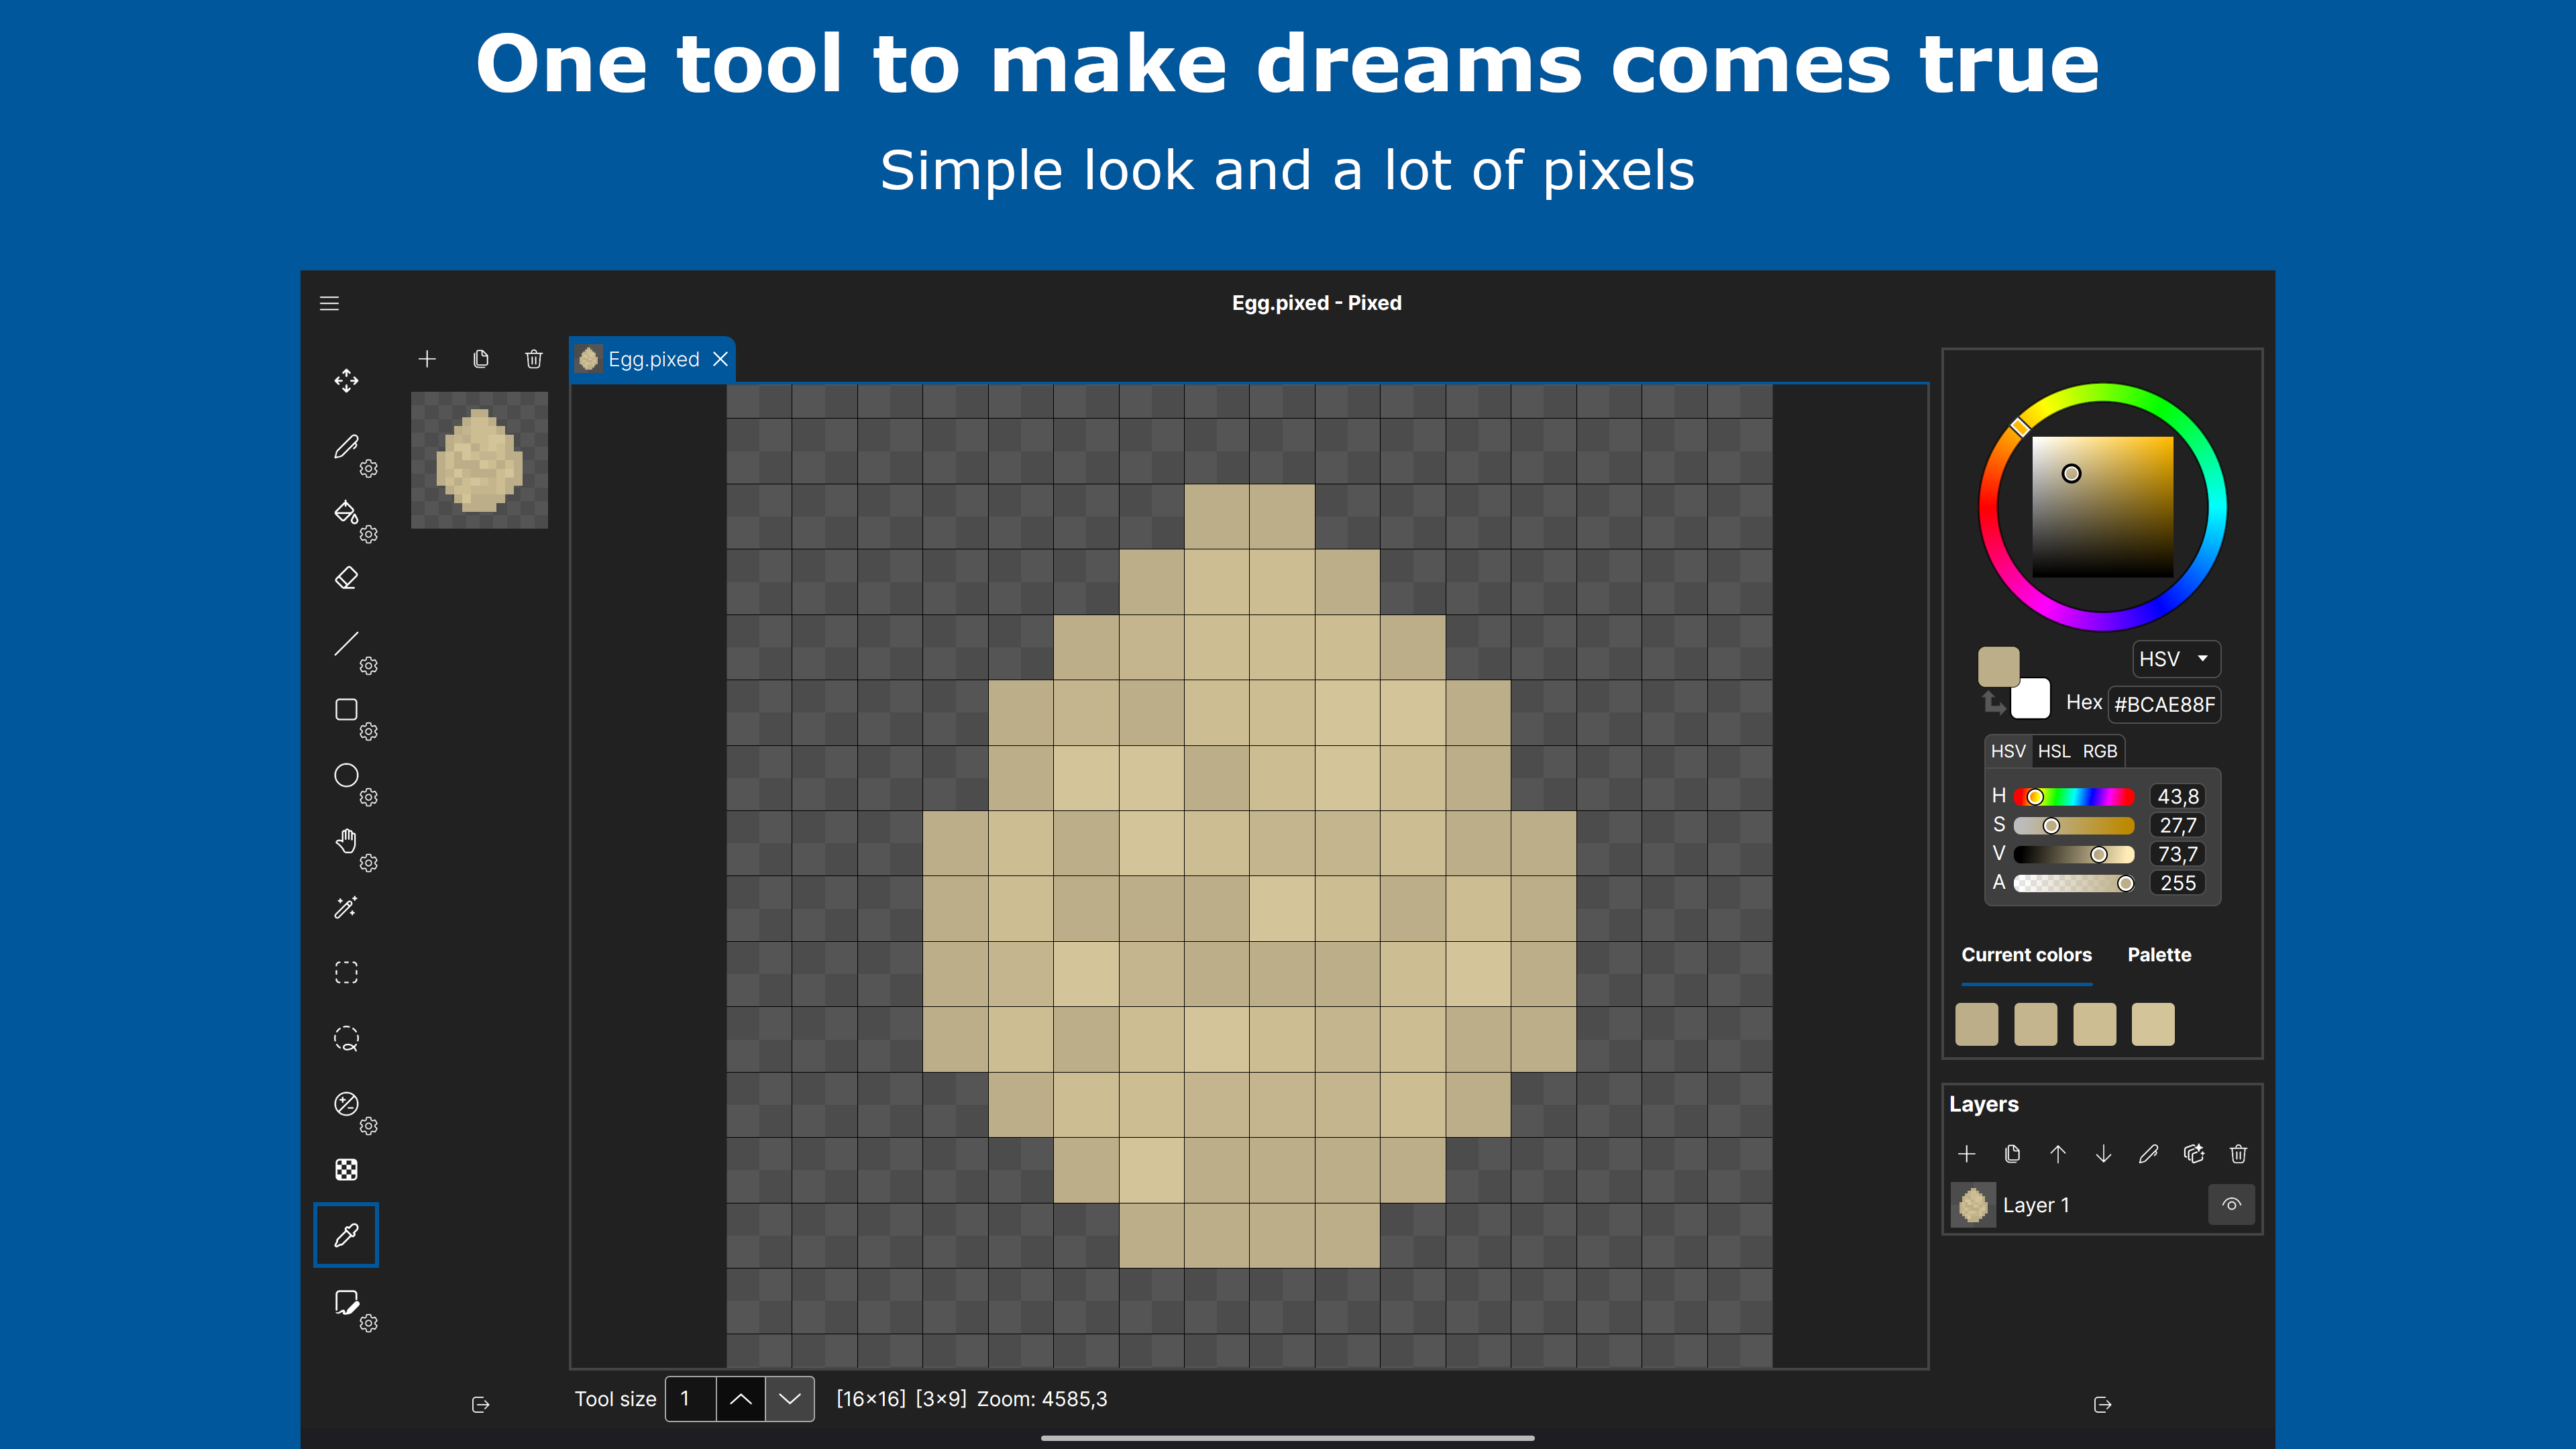 One tool to make dreams comes true
Simple look and a lot of pixels
Egg.pixed - Pixed
Egg.pixed
HSV
Hex #BCAE88F
HSV HSL RGB
H 43,8
S 27,7
V 73,7
A 255
Current colors Palette
Layers
Layer 1
Tool size 1 [16×16] [3×9] Zoom: 4585,3